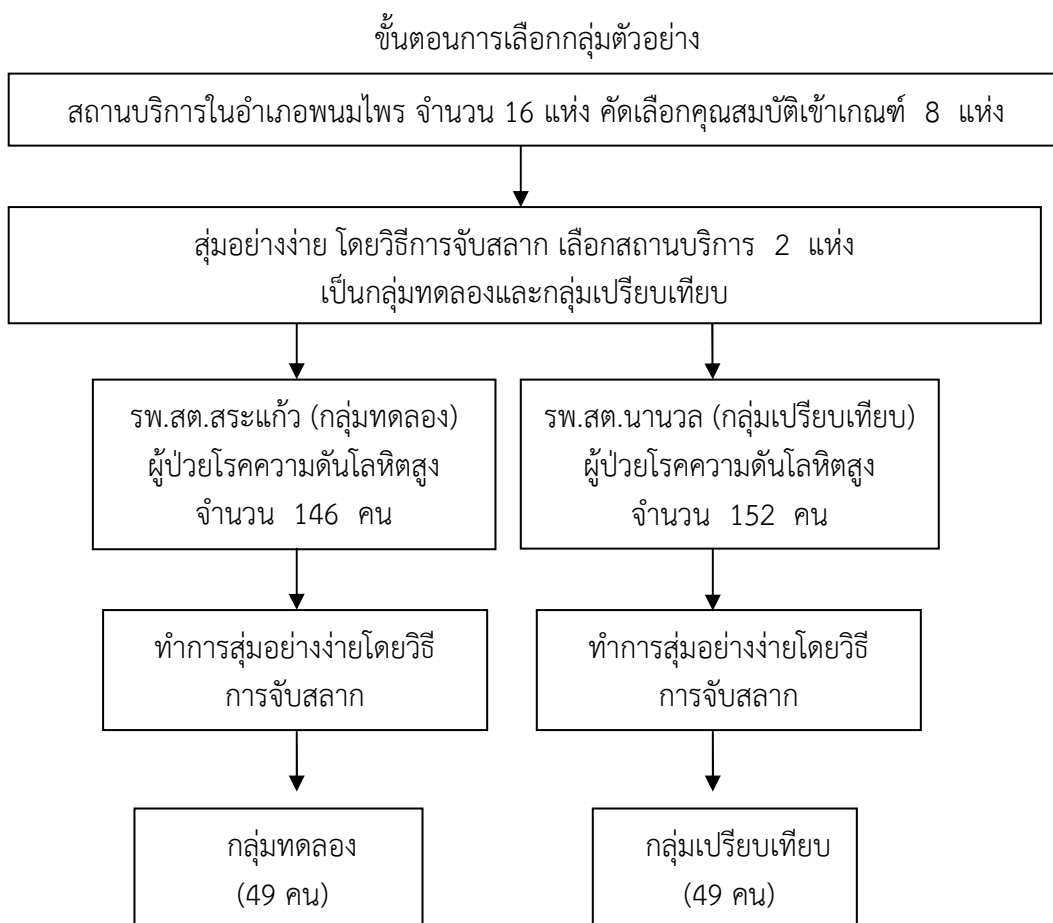 ขั้นตอนการเลือกกลุ่มตัวอย่าง
สถานบริการในอำเภอพนมไพร จำนวน 16 แห่ง คัดเลือกคุณสมบัติเข้าเกณฑ์ 8 แห่ง
สุ่มอย่างง่าย โดยวิธีการจับสลาก เลือกสถานบริการ 2 แห่ง
เป็นกลุ่มทดลองและกลุ่มเปรียบเทียบ
รพ.สต.สระแก้ว (กลุ่มทดลอง)
ผู้ป่วยโรคความดันโลหิตสูง
จำนวน 146 คน
รพ.สต.นานวล (กลุ่มเปรียบเทียบ)
ผู้ป่วยโรคความดันโลหิตสูง
จำนวน 152 คน
ทำการสุ่มอย่างง่ายโดยวิธี
การจับสลาก
ทำการสุ่มอย่างง่ายโดยวิธี
การจับสลาก
กลุ่มทดลอง
(49 คน)
กลุ่มเปรียบเทียบ
(49 คน)